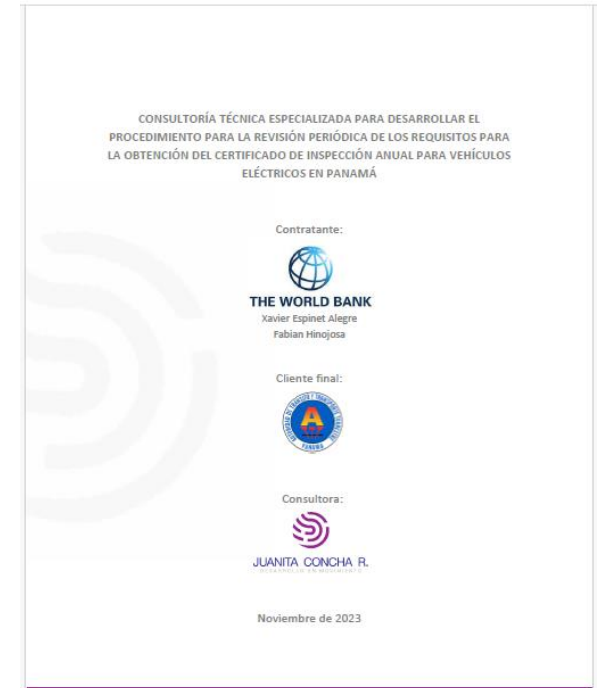 CONSULTORÍA TÉCNICA ESPECIALIZADA PARA DESARROLLAR EL
PROCEDIMIENTO PARA LA REVISIÓN PERIÓDICA DE LOS REQUISITOS PARA
LA OBTENCIÓN DEL CERTIFICADO DE INSPECCIÓN ANUAL PARA VEHÍCULOS
ELÉCTRICOS EN PANAMÁ
Contratante:
THE WORLD BANK
Xavier Espinet Alegre
Fabian Hinojosa
Cliente final:
A
PANAMÁ
Consultora:
JUANITA CONCHA R.
Noviembre de 2023